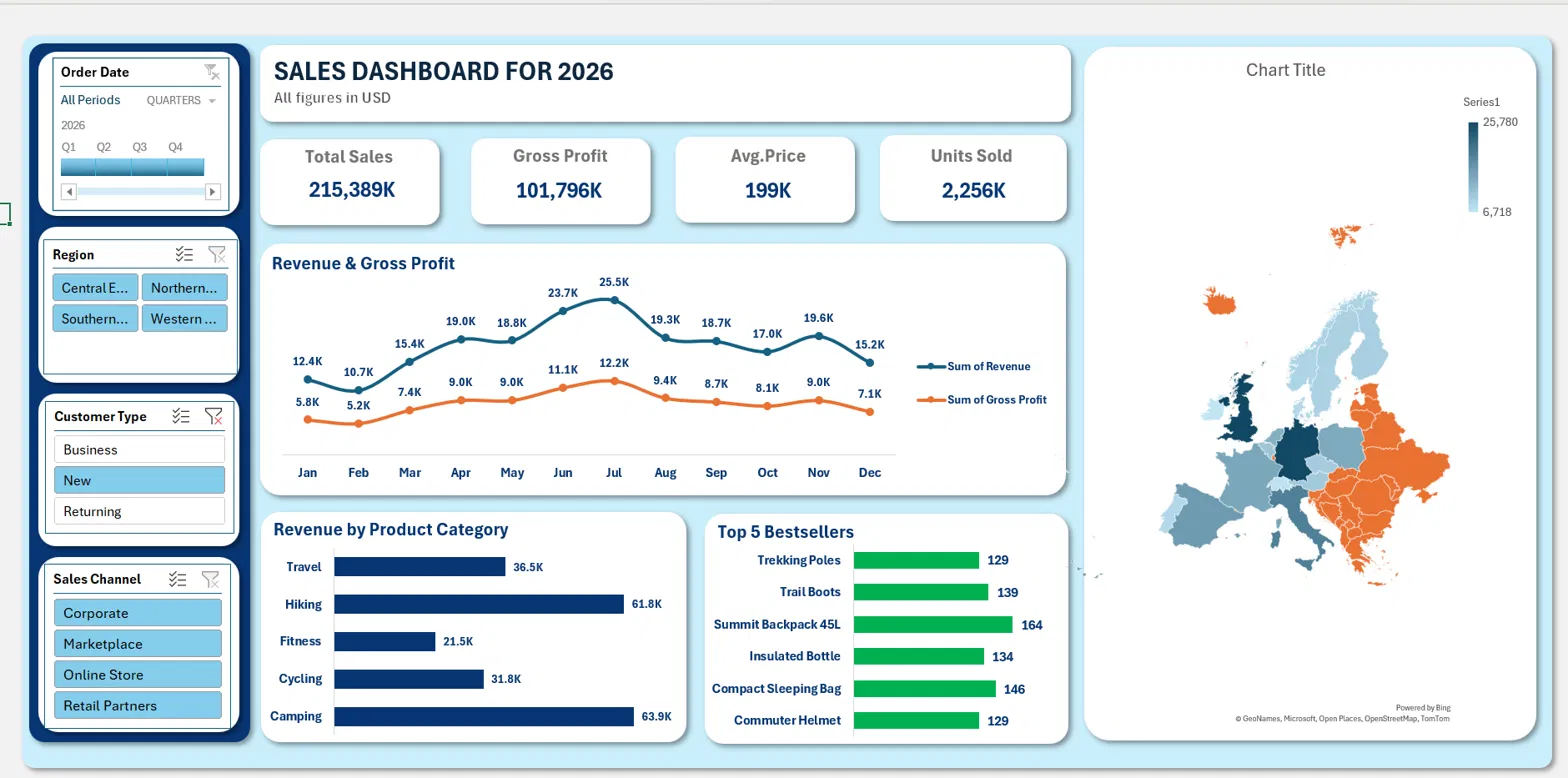 Order Date
All Periods QUARTERS
2026
Q1 Q2 Q3 Q4
Region
Central E... Northern...
Southern... Western ...
Customer Type
Business
New
Returning
Sales Channel
Corporate
Marketplace
Online Store
Retail Partners
SALES DASHBOARD FOR 2026
All figures in USD
Total Sales
215,389K
Gross Profit
101,796K
Avg.Price
199K
Units Sold
2,256K
Revenue & Gross Profit
12.4K 10.7K 15.4K 19.0K 18.8K 23.7K 25.5K 19.3K 18.7K 17.0K 19.6K 15.2K
5.8K 5.2K 7.4K 9.0K 9.0K 11.1K 12.2K 9.4K 8.7K 8.1K 9.0K 7.1K
Sum of Revenue
Sum of Gross Profit
Jan Feb Mar Apr May Jun Jul Aug Sep Oct Nov Dec
Revenue by Product Category
Travel 36.5K
Hiking 61.8K
Fitness 21.5K
Cycling 31.8K
Camping 63.9K
Top 5 Bestsellers
Trekking Poles 129
Trail Boots 139
Summit Backpack 45L 164
Insulated Bottle 134
Compact Sleeping Bag 146
Commuter Helmet 129
Chart Title
Series1
25,780
6,718
Powered by Bing
© GeoNames, Microsoft, Open Places, OpenStreetMap, TomTom